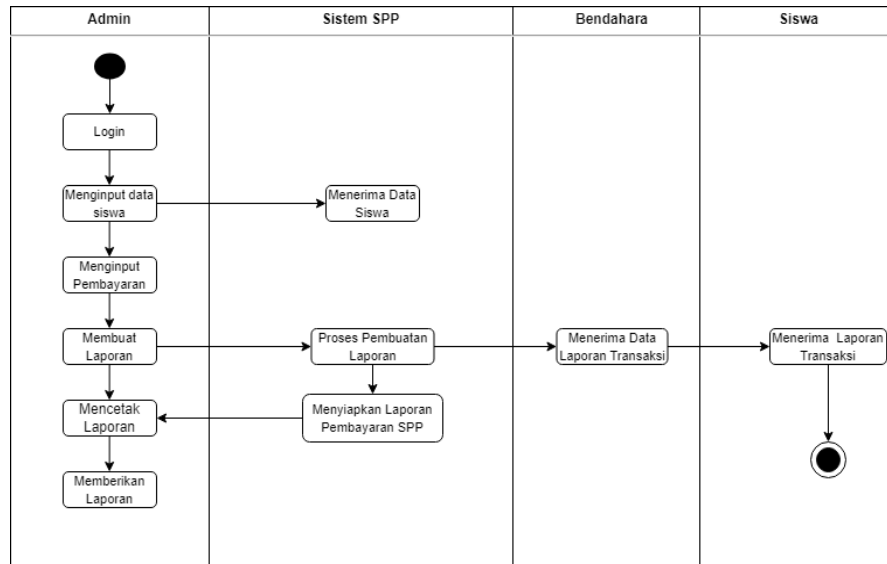 Admin
Sistem SPP
Bendahara
Siswa
Login
Menginput data
siswa
Menerima Data
Siswa
Menginput
Pembayaran
Membuat
Laporan
Proses Pembuatan
Laporan
Menerima Data
Laporan Transaksi
Menerima Laporan
Transaksi
Mencetak
Laporan
Menyiapkan Laporan
Pembayaran SPP
Memberikan
Laporan